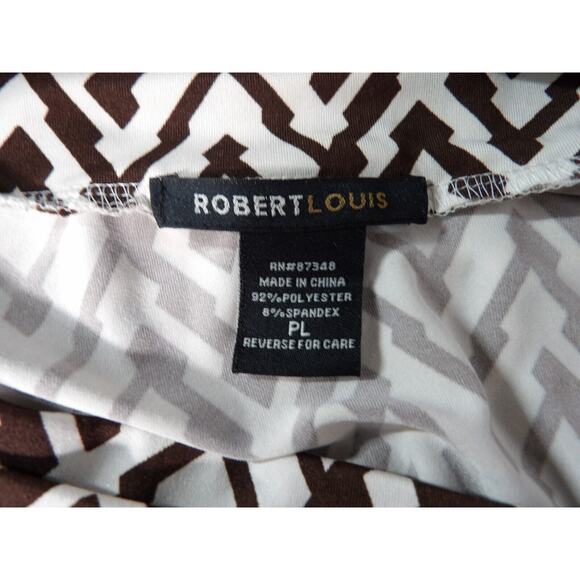 ROBERTLOUIS
RN#87348
MADE IN CHINA
92%POLYESTER
8%SPANDEX
PL
REVERSE FOR CARE